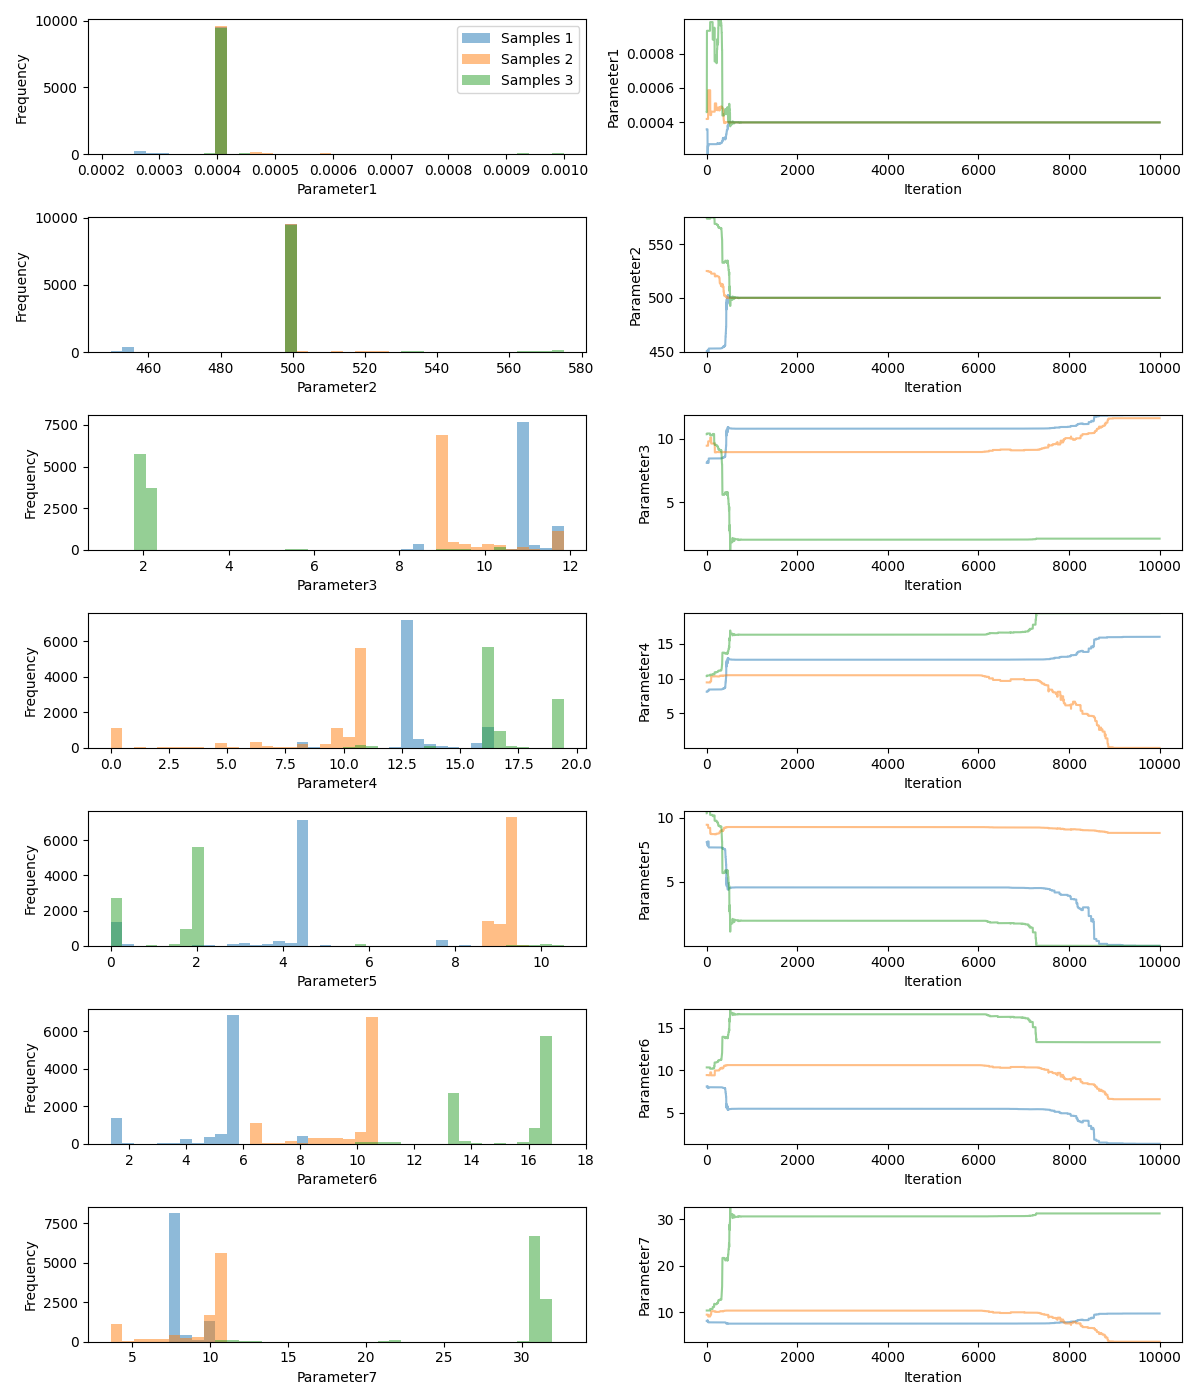 10000
5000
0
Frequency
Samples 1
Samples 2
Samples 3
0.0002 0.0003 0.0004 0.0005 0.0006 0.0007 0.0008 0.0009 0.0010
Parameter1
0.0008
0.0006
0.0004
Parameter1
0 2000 4000 6000 8000 10000
Iteration
10000
5000
0
Frequency
460 480 500 520 540 560 580
Parameter2
550
500
450
Parameter2
0 2000 4000 6000 8000 10000
Iteration
7500
5000
2500
0
Frequency
2 4 6 8 10 12
Parameter3
10
5
Parameter3
0 2000 4000 6000 8000 10000
Iteration
6000
4000
2000
0
Frequency
0.0 2.5 5.0 7.5 10.0 12.5 15.0 17.5 20.0
Parameter4
15
10
5
Parameter4
0 2000 4000 6000 8000 10000
Iteration
6000
4000
2000
0
Frequency
0 2 4 6 8 10
Parameter5
10
5
Parameter5
0 2000 4000 6000 8000 10000
Iteration
6000
4000
2000
0
Frequency
2 4 6 8 10 12 14 16 18
Parameter6
15
10
5
Parameter6
0 2000 4000 6000 8000 10000
Iteration
7500
5000
2500
0
Frequency
5 10 15 20 25 30
Parameter7
30
20
10
Parameter7
0 2000 4000 6000 8000 10000
Iteration